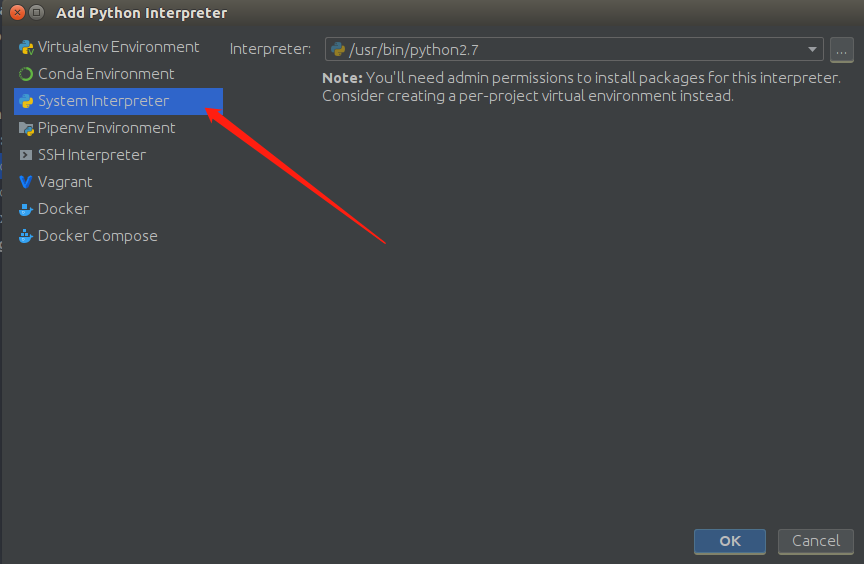 Add Python Interpreter
Virtualenv Environment
Conda Environment
System Interpreter
Pipenv Environment
SSH Interpreter
Vagrant
Docker
Docker Compose
Interpreter: /usr/bin/python2.7 ...
Note: You'll need admin permissions to install packages for this interpreter.
Consider creating a per-project virtual environment instead.
OK Cancel